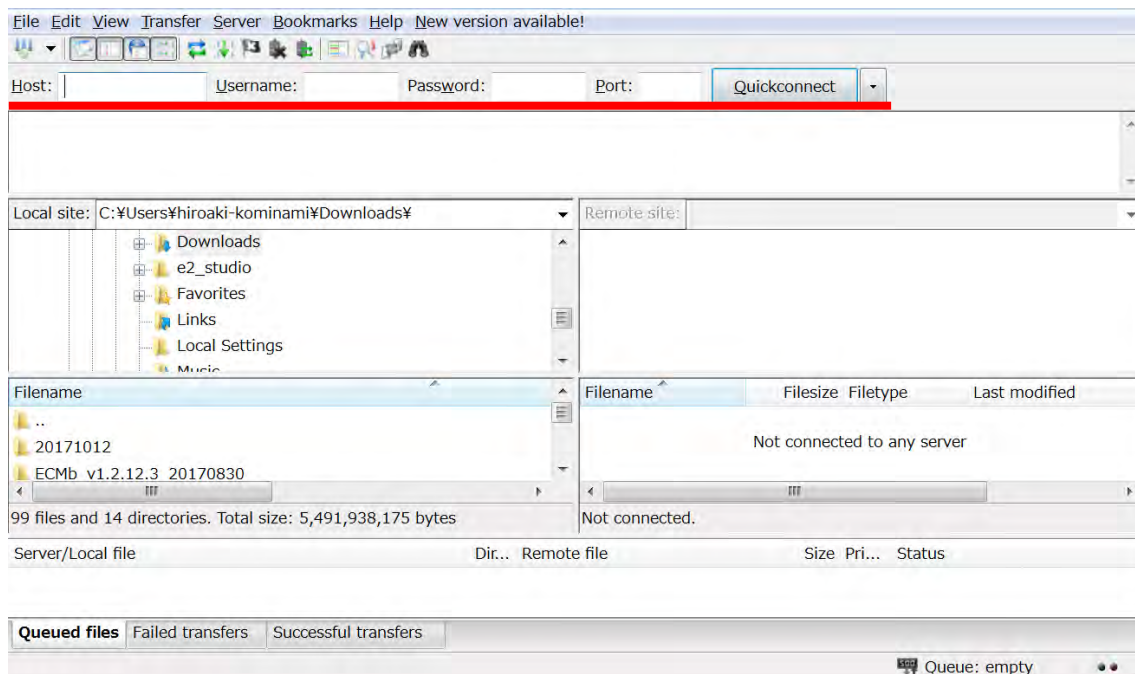 File Edit View Transfer Server Bookmarks Help New version available!
Host: Username: Password: Port: Quickconnect
Local site: C:¥Users¥hiroaki-kominami¥Downloads¥
Remote site:
Downloads
e2_studio
Favorites
Links
Local Settings
Music
Filename
..
20171012
ECMb_v1.2.12.3_20170830
99 files and 14 directories. Total size: 5,491,938,175 bytes
Filename Filesize Filetype Last modified
Not connected to any server
Not connected.
Server/Local file Dir... Remote file Size Pri... Status
Queued files Failed transfers Successful transfers
Queue: empty